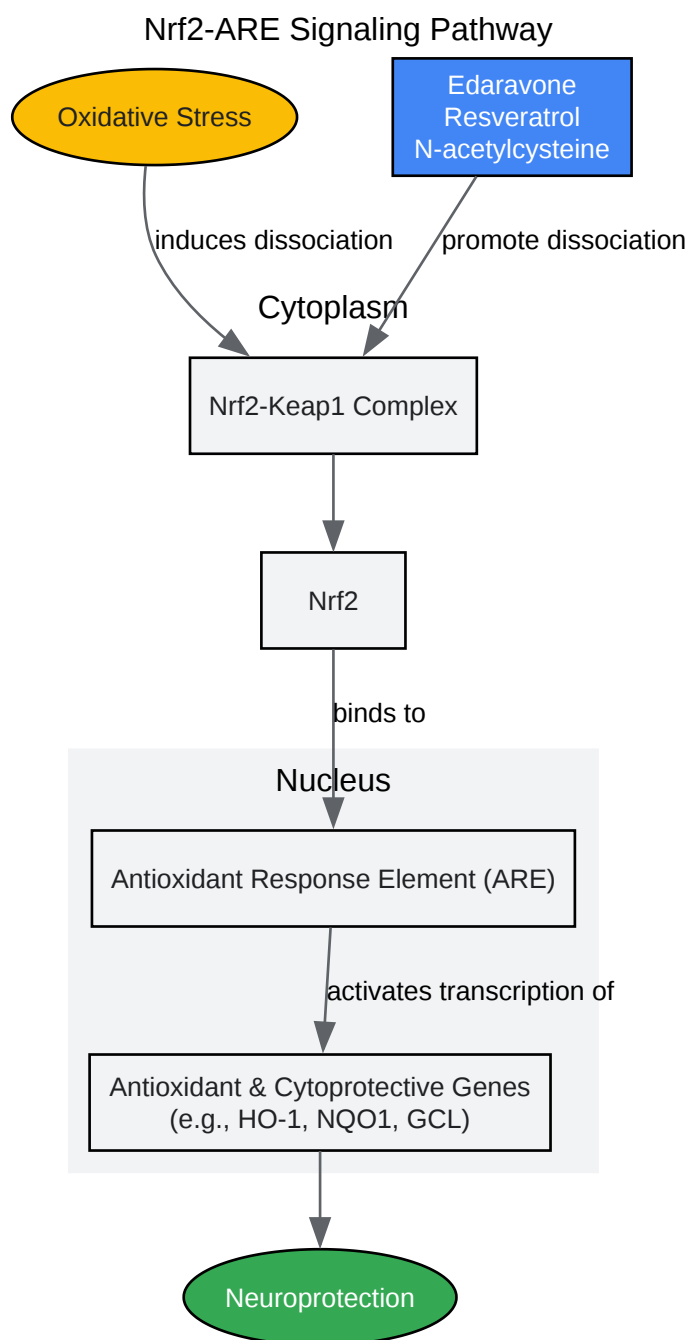 Nrf2-ARE Signaling Pathway
Oxidative Stress
Edaravone
Resveratrol
N-acetylcysteine
induces dissociation
promote dissociation
Cytoplasm
Nrf2-Keap1 Complex
Nrf2
binds to
Nucleus
Antioxidant Response Element (ARE)
activates transcription of
Antioxidant & Cytoprotective Genes
(e.g., HO-1, NQO1, GCL)
Neuroprotection